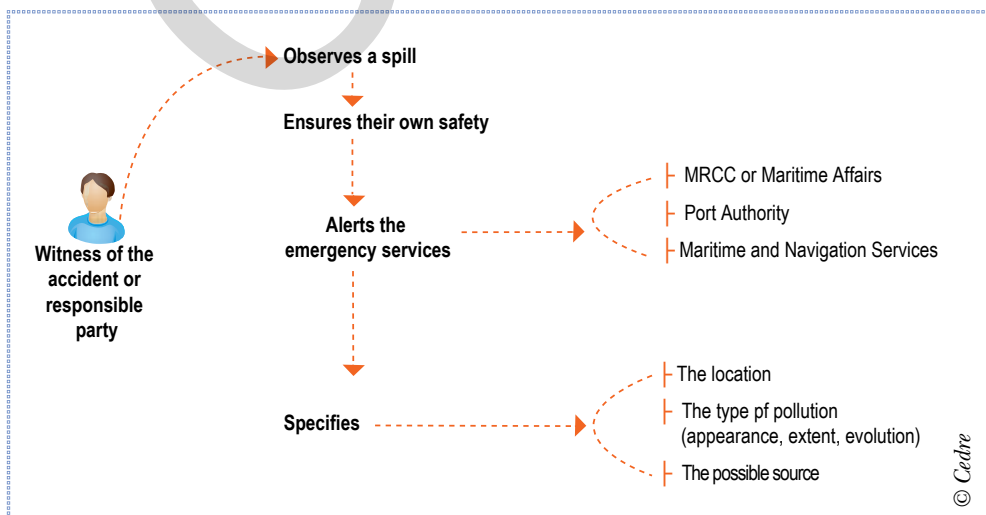 Observes a spill
Ensures their own safety
Witness of the
accident or
responsible
party
Alerts the
emergency services
MRCC or Maritime Affairs
Port Authority
Maritime and Navigation Services
Specifies
The location
The type pf pollution
(appearance, extent, evolution)
The possible source
© Cedre